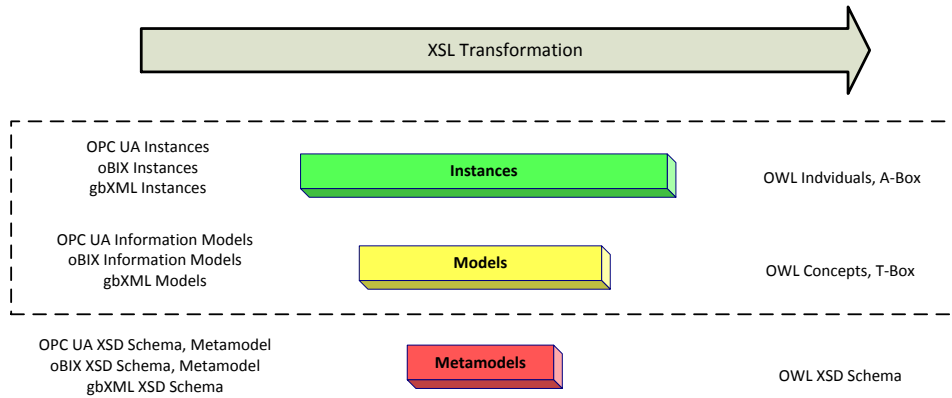 XSL Transformation
OPC UA Instances
oBIX Instances
gbXML Instances
Instances
OWL Indviduals, A-Box
OPC UA Information Models
oBIX Information Models
gbXML Models
Models
OWL Concepts, T-Box
OPC UA XSD Schema, Metamodel
oBIX XSD Schema, Metamodel
gbXML XSD Schema
Metamodels
OWL XSD Schema